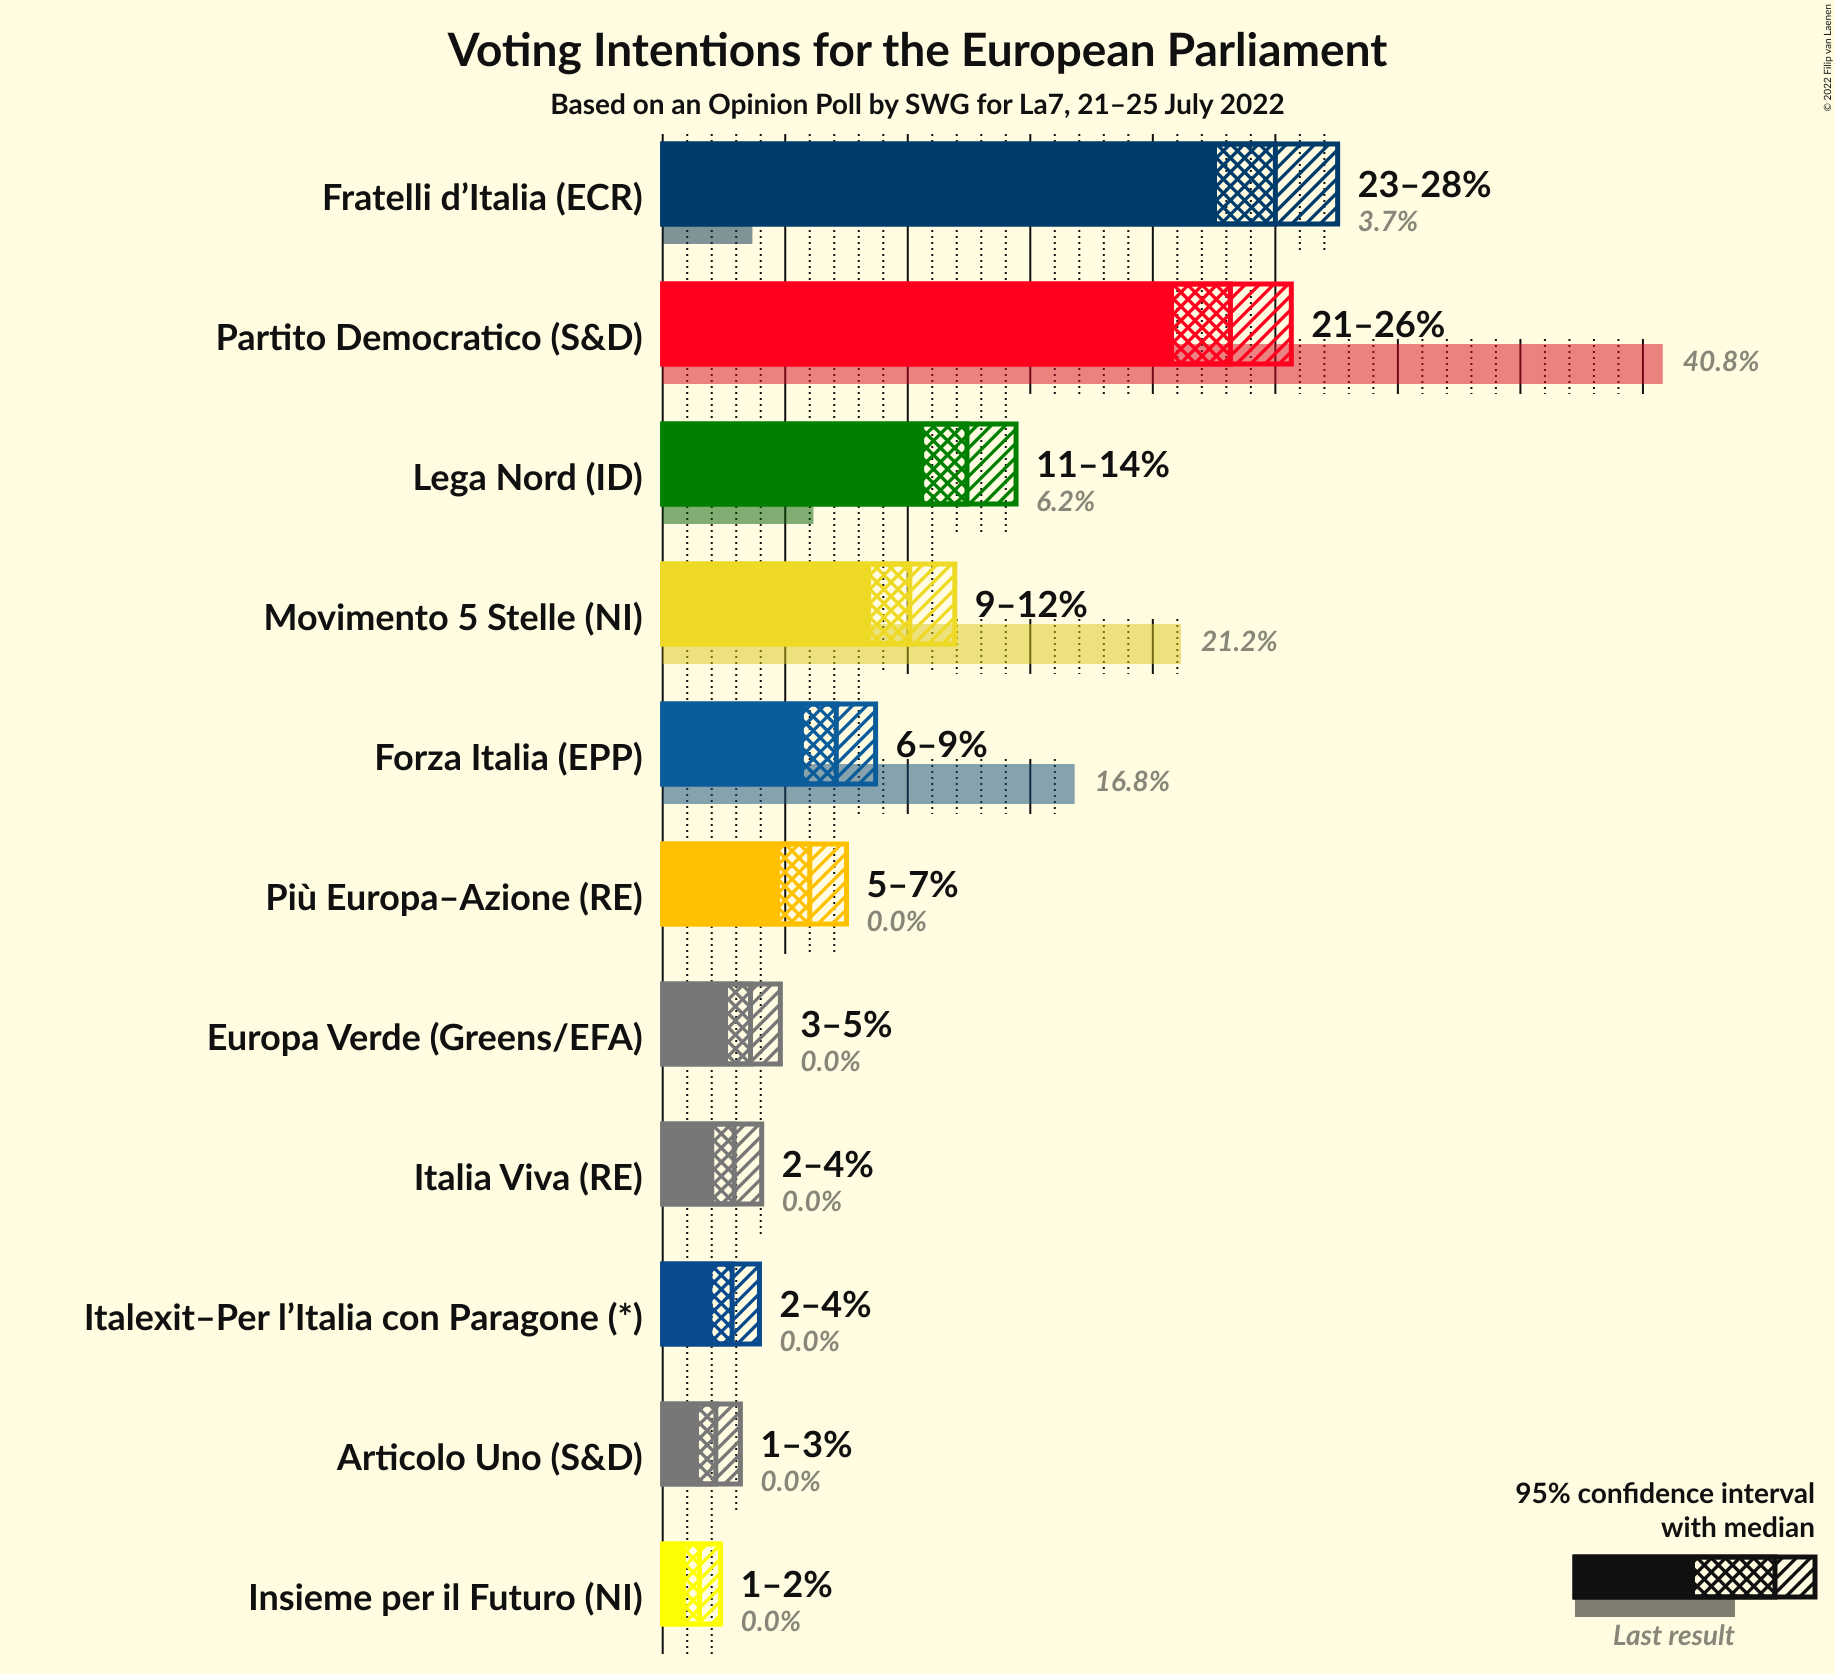 Voting Intentions for the European Parliament
Based on an Opinion Poll by SWG for La7, 21–25 July 2022
© 2022 Filip van Laenen
Fratelli d’Italia (ECR)
23–28%
3.7%
Partito Democratico (S&D)
21–26%
40.8%
Lega Nord (ID)
11–14%
6.2%
Movimento 5 Stelle (NI)
9–12%
21.2%
Forza Italia (EPP)
6–9%
16.8%
Più Europa–Azione (RE)
5–7%
0.0%
Europa Verde (Greens/EFA)
3–5%
0.0%
Italia Viva (RE)
2–4%
0.0%
Italexit–Per l’Italia con Paragone (*)
2–4%
0.0%
Articolo Uno (S&D)
1–3%
0.0%
Insieme per il Futuro (NI)
1–2%
0.0%
95% confidence interval
with median
Last result